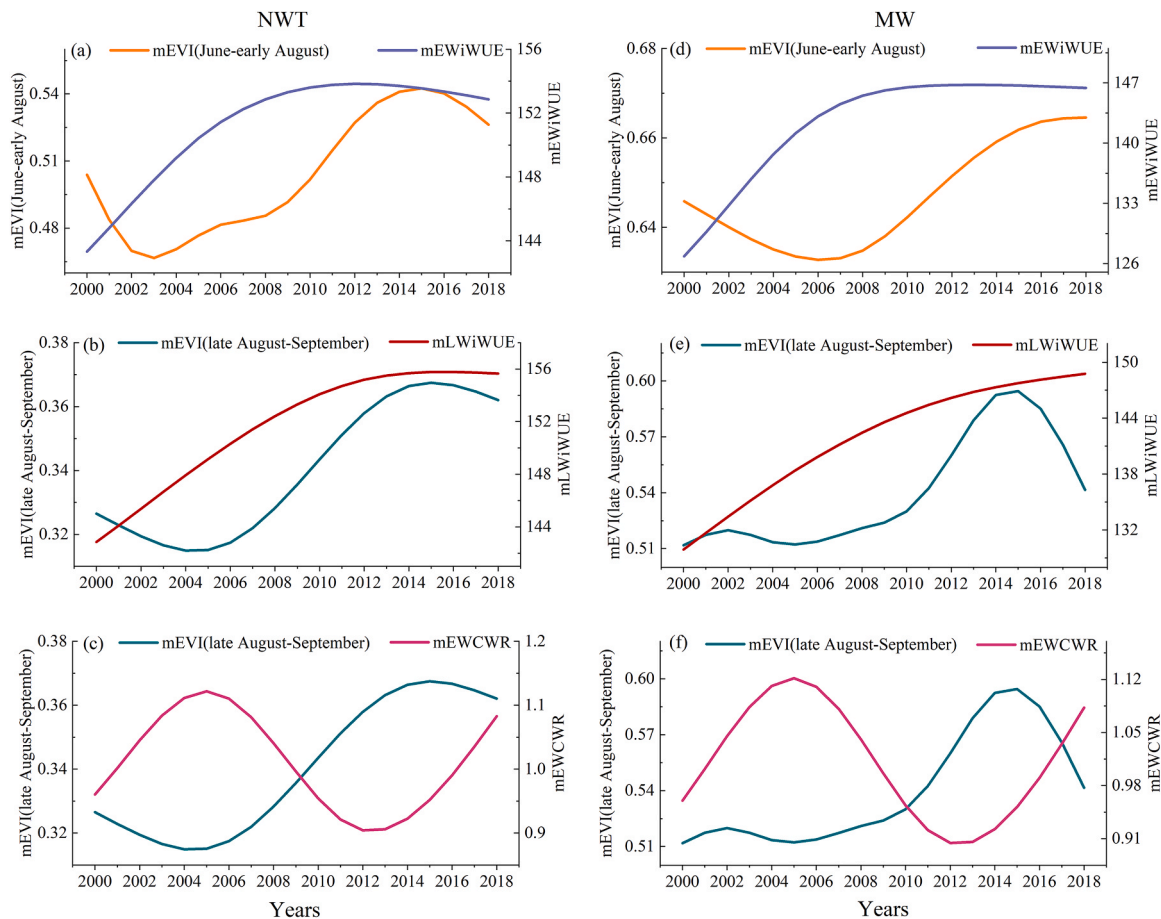 NWT
MW
(a)
mEVI(June-early August)
mEWiWUE
0.54
0.51
0.48
mEVI(June-early August)
156
152
148
144
mEWiWUE
2000 2002 2004 2006 2008 2010 2012 2014 2016 2018
(d)
mEVI(June-early August)
mEWiWUE
0.68
0.66
0.64
mEVI(June-early August)
147
140
133
126
mEWiWUE
2000 2002 2004 2006 2008 2010 2012 2014 2016 2018
(b)
mEVI(late August-September)
mLWiWUE
0.38
0.36
0.34
0.32
mEVI(late August-September)
156
152
148
144
mLWiWUE
2000 2002 2004 2006 2008 2010 2012 2014 2016 2018
(e)
mEVI(late August-September)
mLWiWUE
0.60
0.57
0.54
0.51
mEVI(late August-September)
150
144
138
132
mLWiWUE
2000 2002 2004 2006 2008 2010 2012 2014 2016 2018
(c)
mEVI(late August-September)
mEWCWR
0.38
0.36
0.34
0.32
mEVI(late August-September)
1.2
1.1
1.0
0.9
mEWCWR
2000 2002 2004 2006 2008 2010 2012 2014 2016 2018
Years
(f)
mEVI(late August-September)
mEWCWR
0.60
0.57
0.54
0.51
mEVI(late August-September)
1.12
1.05
0.98
0.91
mEWCWR
2000 2002 2004 2006 2008 2010 2012 2014 2016 2018
Years